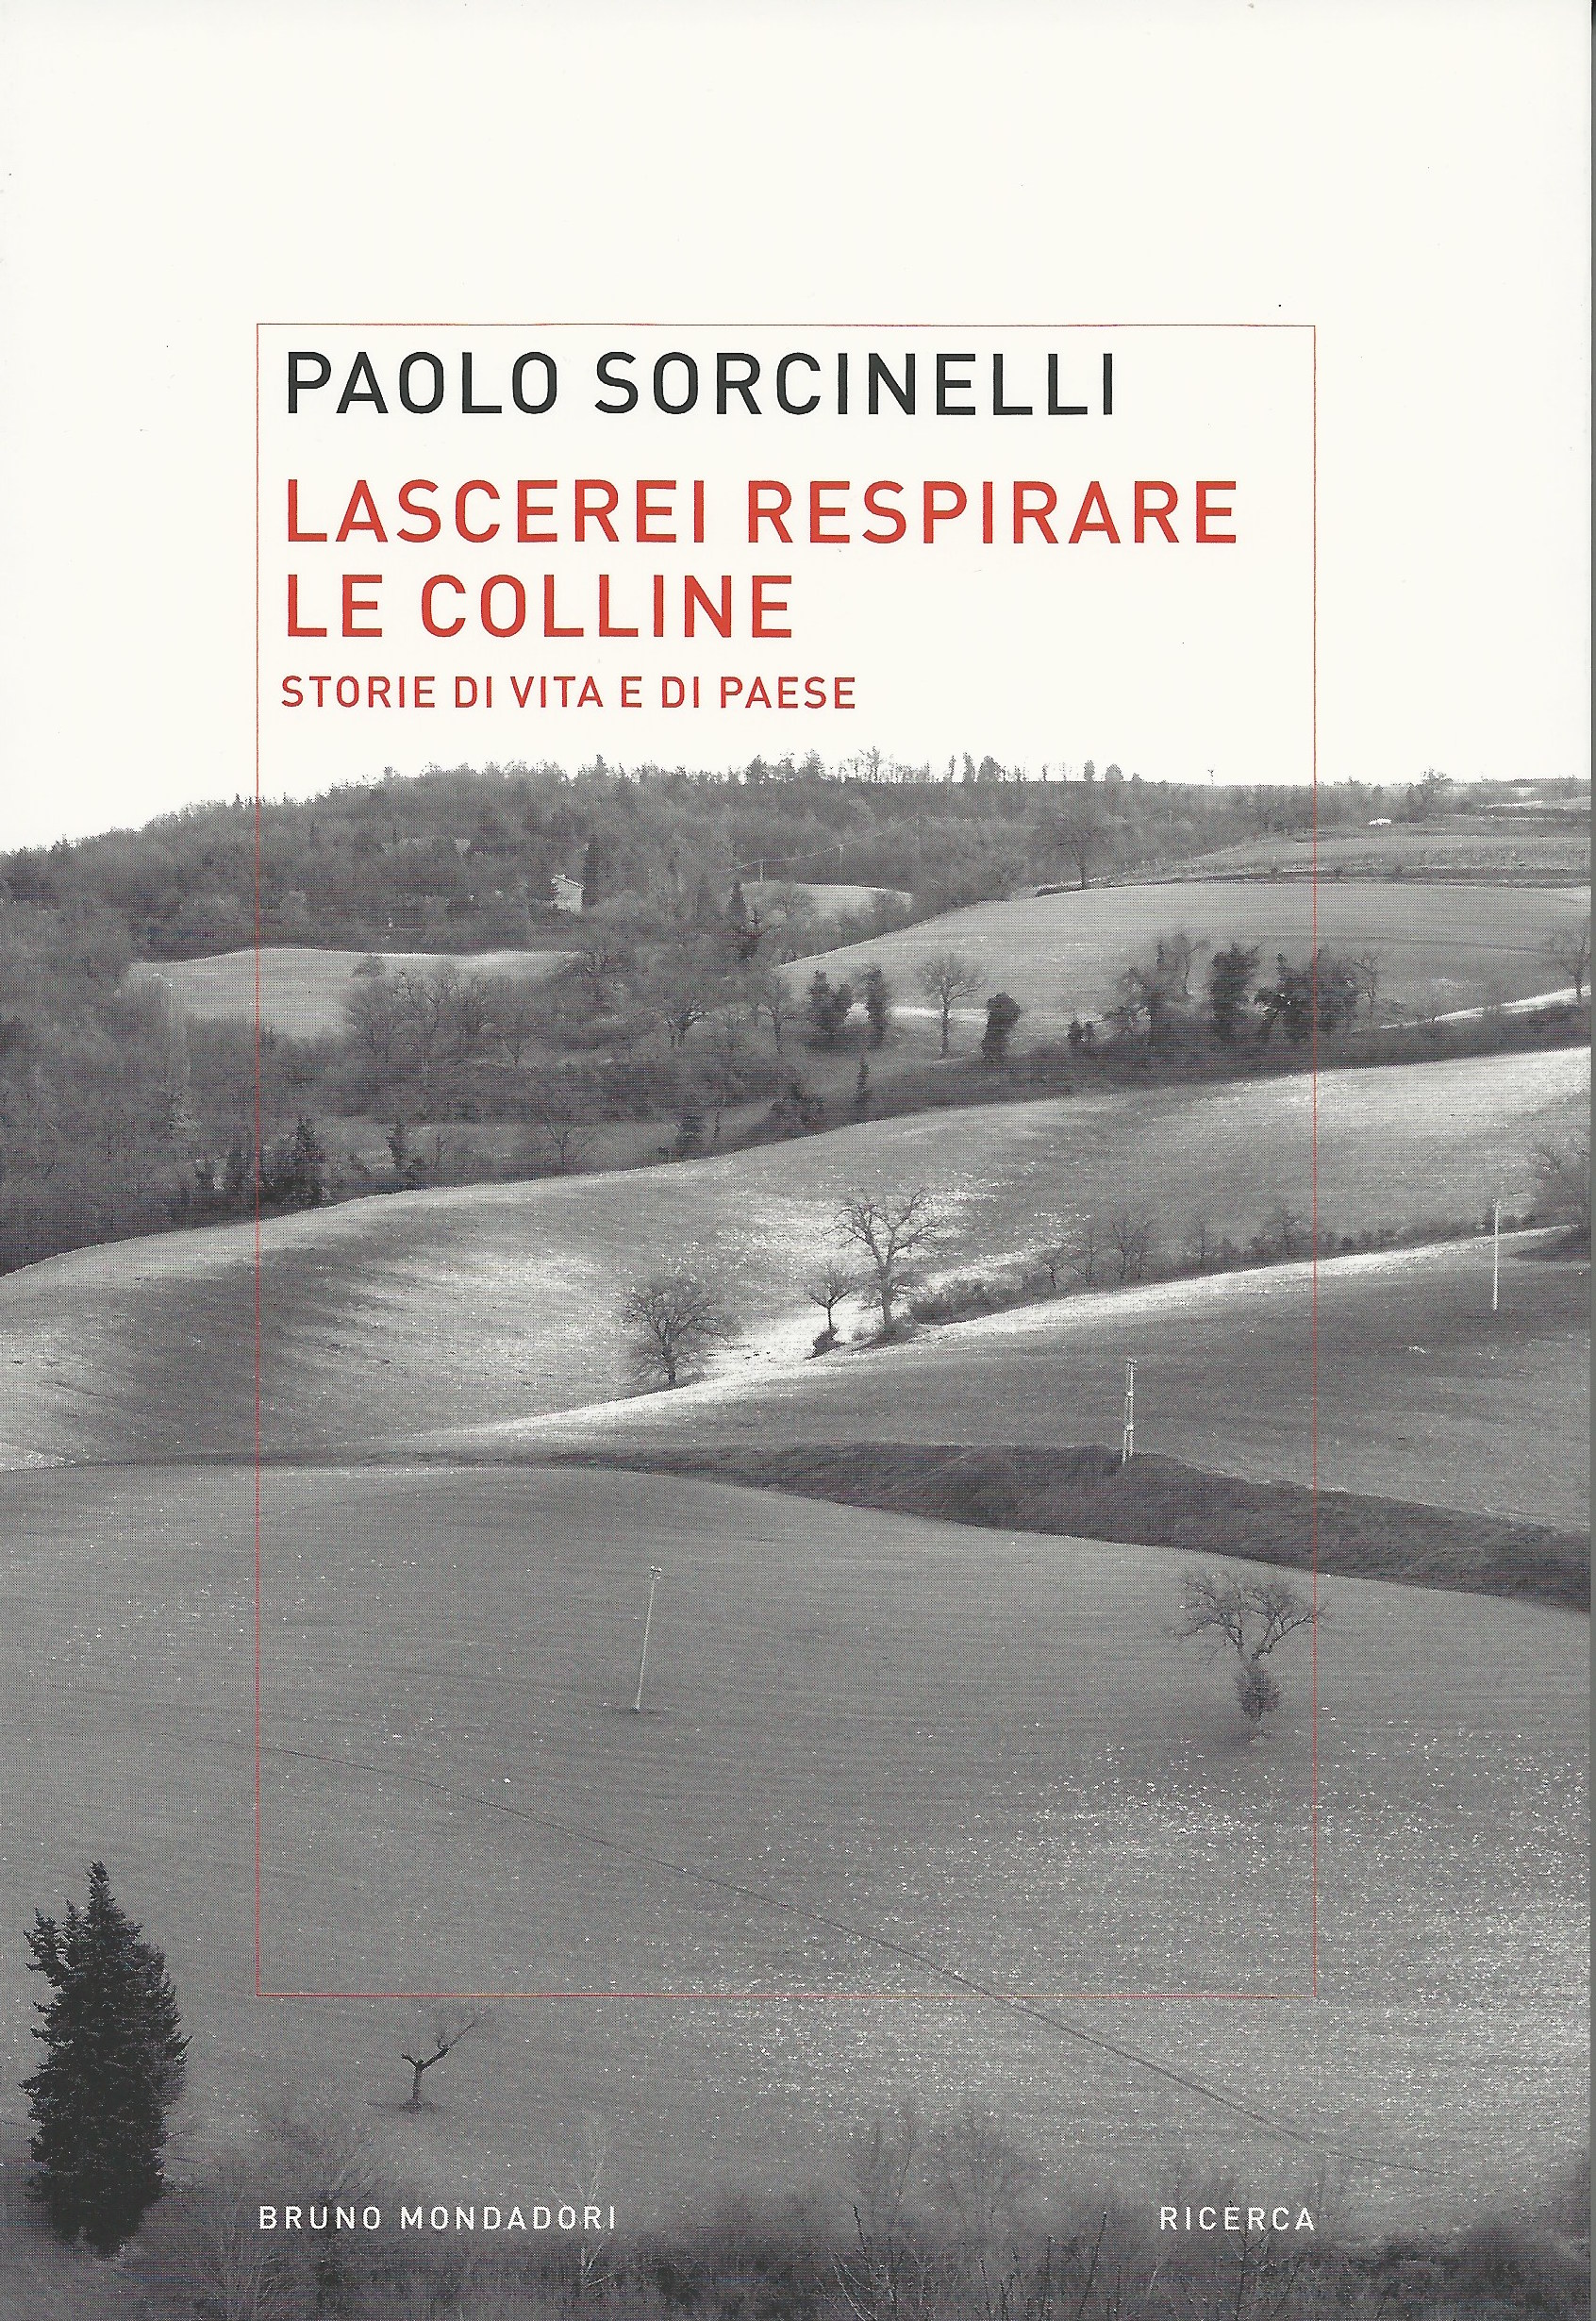 PAOLO SORCINELLI
LASCEREI RESPIRARE
LE COLLINE
STORIE DI VITA E DI PAESE
BRUNO MONDADORI
RICERCA